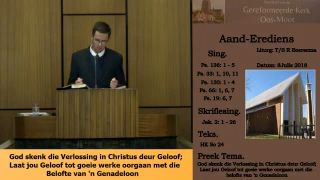 Gereformeerde Kerk
Oos-Moot
Aand-Erediens
Liturg: T/S R Rossouw
Sing.
Datum: 8 Julie 2018
Ps. 136: 1 - 5
Ps. 33: 1, 10, 11
Ps. 130: 1 - 4
Ps. 65: 1, 6, 7
Ps. 19: 6, 7
Skriflesing.
Jak. 2: 1 - 26
Teks.
HK So 24
Preek Tema.
God skenk die Verlossing in Christus deur Geloof;
Laat jou Geloof tot goeie werke oorgaan met die
belofte van 'n genadeloon
God skenk die Verlossing in Christus deur Geloof;
Laat jou Geloof tot goeie werke oorgaan met die
Belofte van 'n Genadeloon